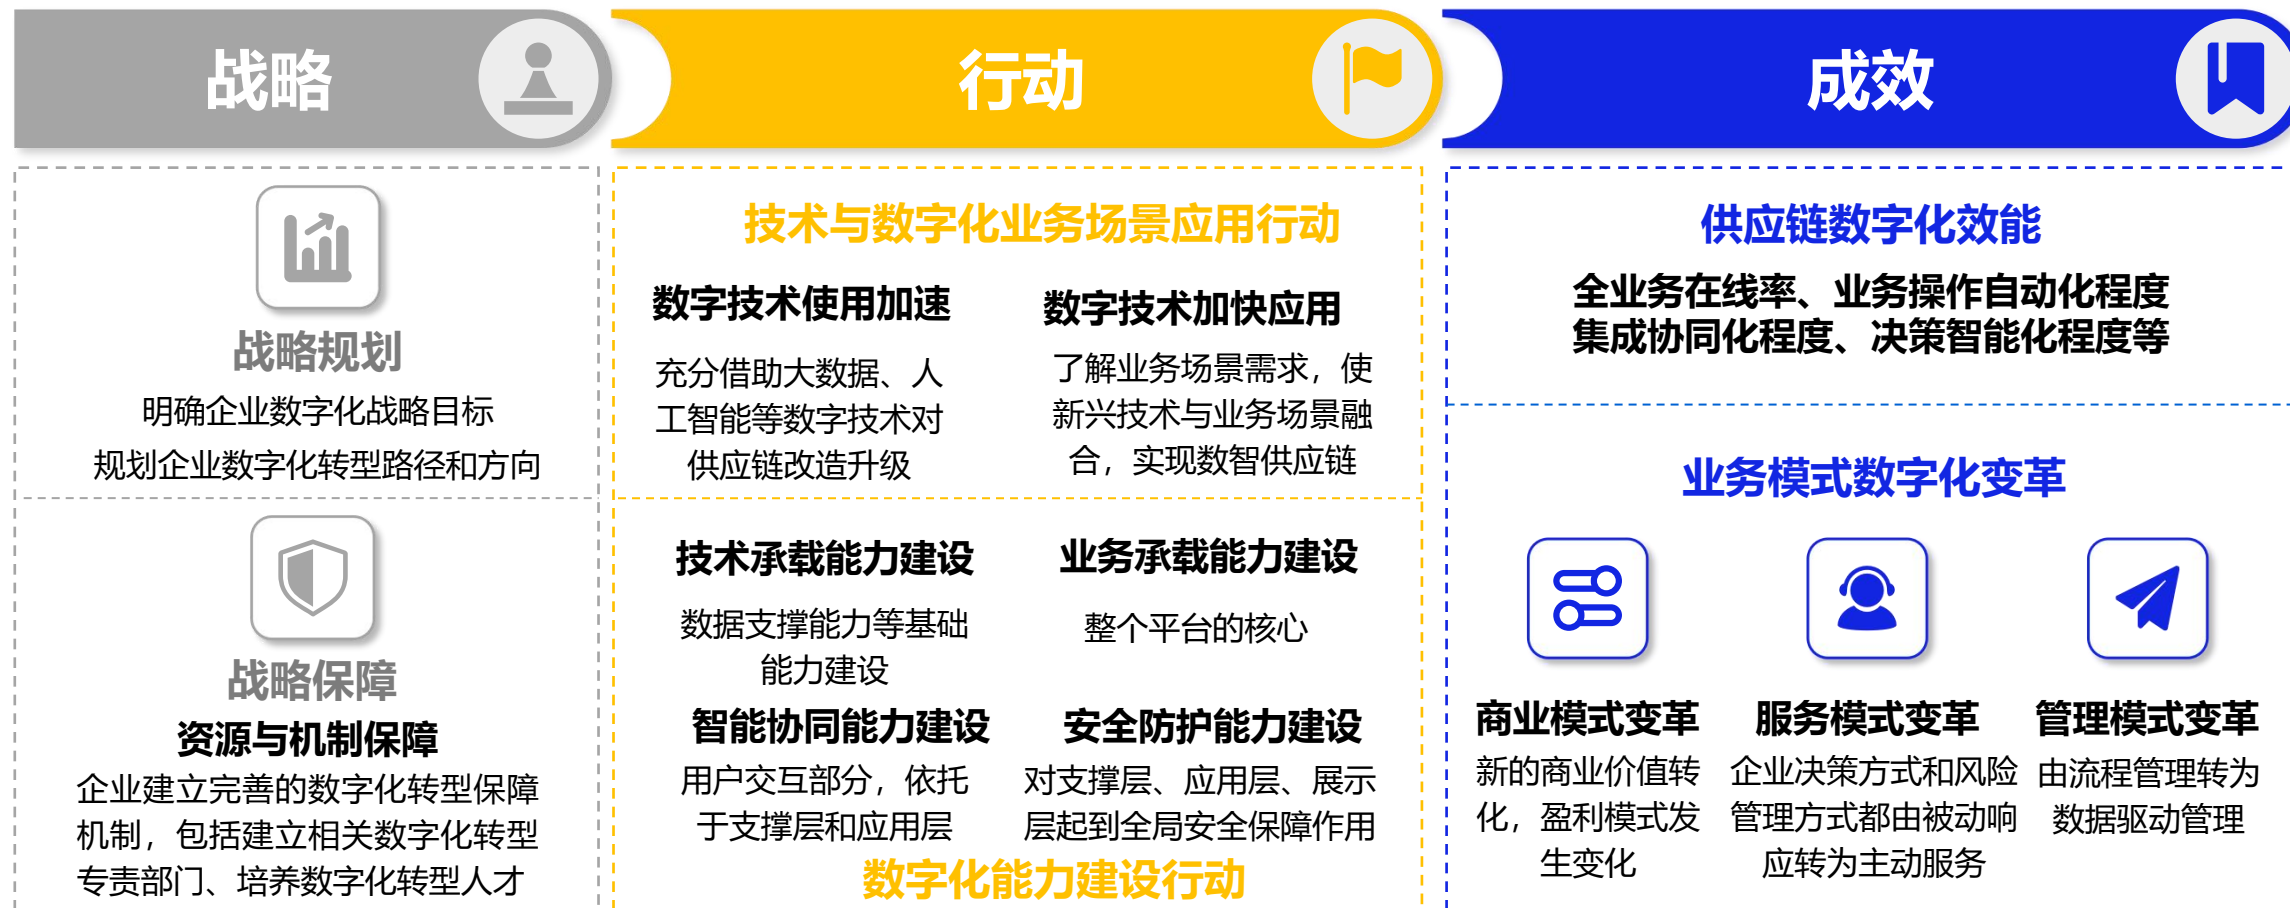 战略
战略规划
明确企业数字化战略目标
规划企业数字化转型路径和方向
战略保障
资源与机制保障
企业建立完善的数字化转型保障
机制，包括建立相关数字化转型
专责部门、培养数字化转型人才
行动
技术与数字化业务场景应用行动
数字技术使用加速
充分借助大数据、人
工智能等数字技术对
供应链改造升级
数字技术加快应用
了解业务场景需求，使
新兴技术与业务场景融
合，实现数智供应链
技术承载能力建设
数据支撑能力等基础
能力建设
业务承载能力建设
整个平台的核心
智能协同能力建设
用户交互部分，依托
于支撑层和应用层
安全防护能力建设
对支撑层、应用层、展示
层起到全局安全保障作用
数字化能力建设行动
成效
供应链数字化效能
全业务在线率、业务操作自动化程度
集成协同化程度、决策智能化程度等
业务模式数字化变革
商业模式变革
新的商业价值转
化，盈利模式发
生变化
服务模式变革
企业决策方式和风险
管理方式都由被动响
应转为主动服务
管理模式变革
由流程管理转为
数据驱动管理